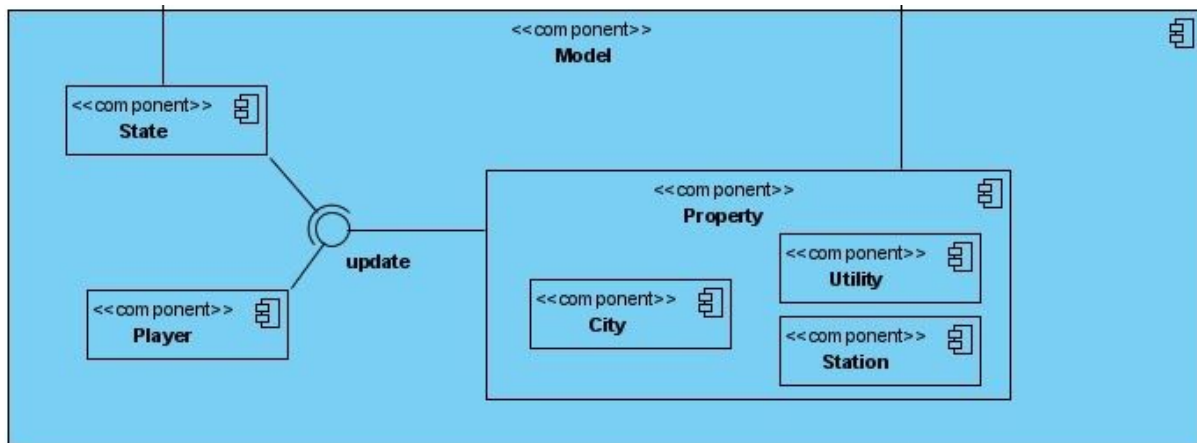 <<component>>
Model
<<component>>
State
<<component>>
Property
<<component>>
Utility
update
<<component>>
City
<<component>>
Player
<<component>>
Station